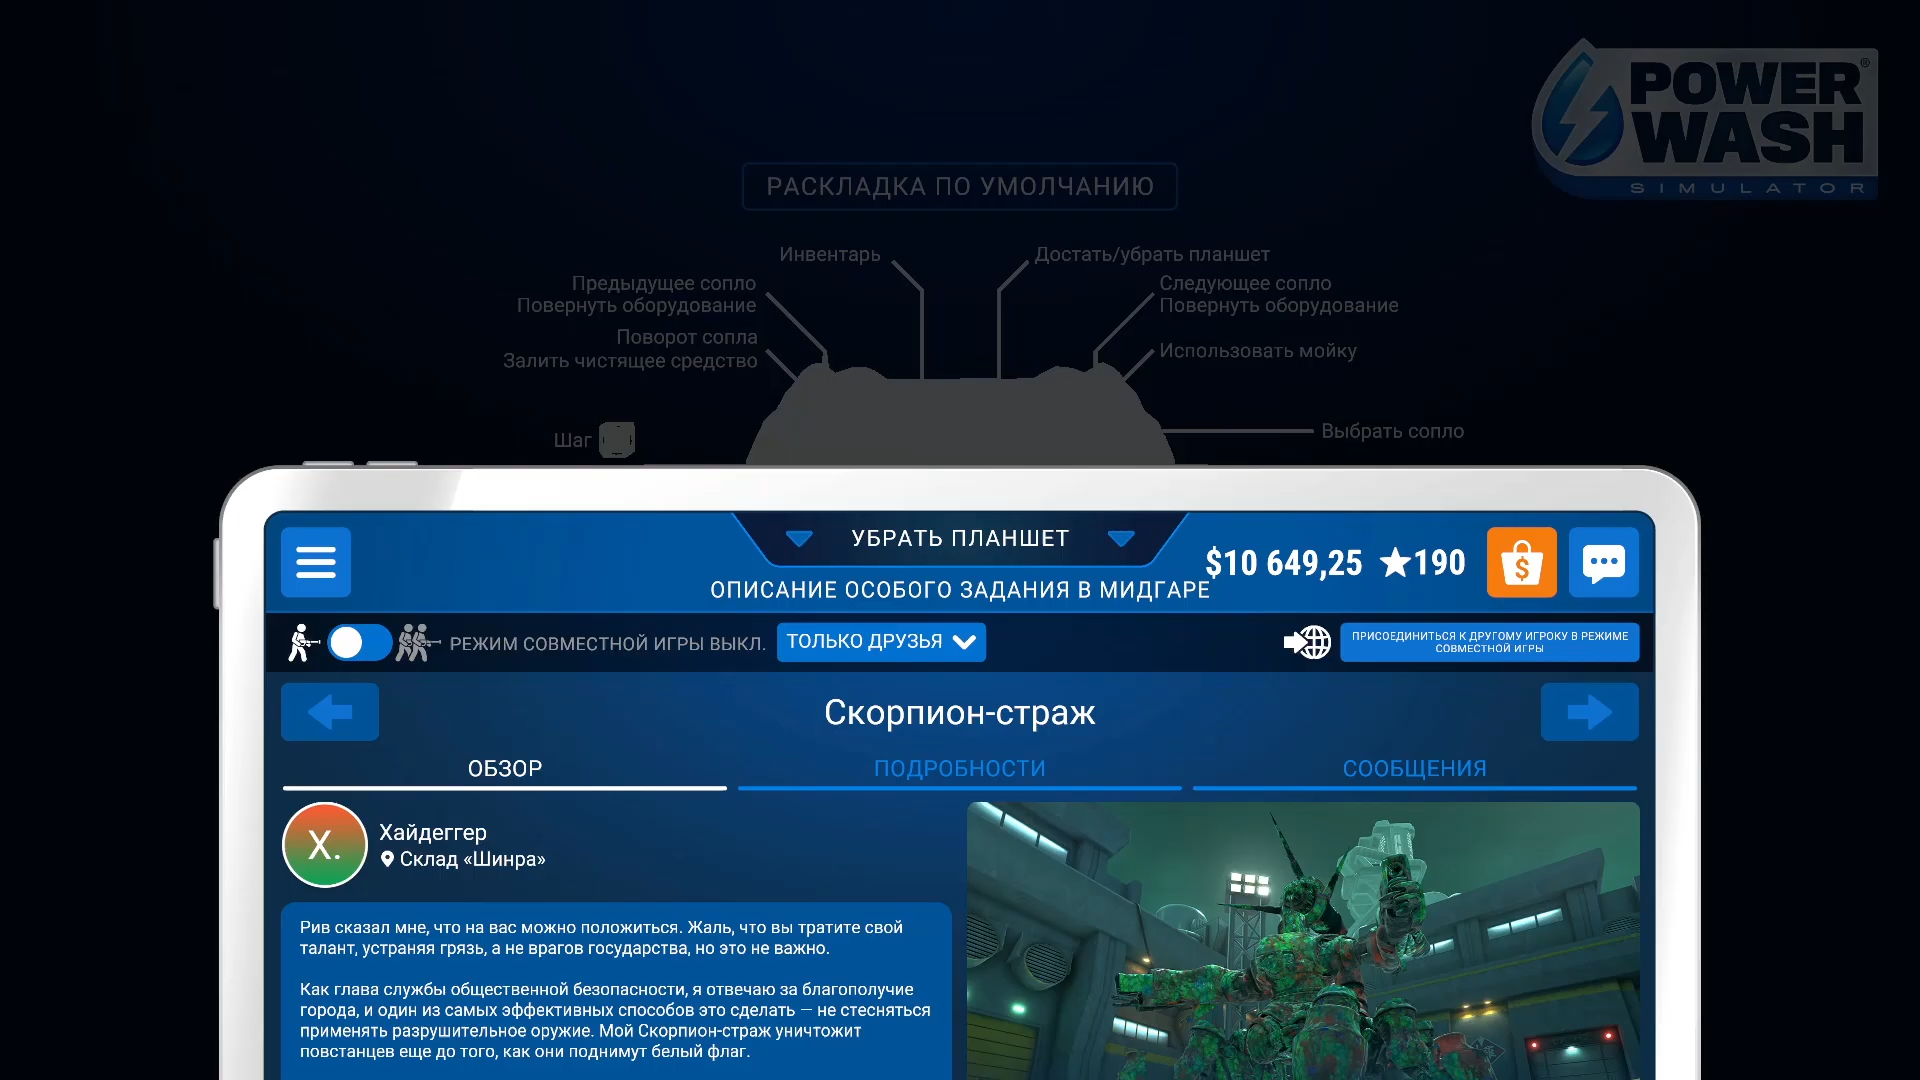 POWER®
WASH
SIMULATOR
РАСКЛАДКА ПО УМОЛЧАНИЮ
Инвентарь
Достать/убрать планшет
Предыдущее сопло
Повернуть оборудование
Следующее сопло
Повернуть оборудование
Поворот сопла
Залить чистящее средство
Использовать мойку
Шаг
Выбрать сопло
УБРАТЬ ПЛАНШЕТ
$10 649,25 ★190
ОПИСАНИЕ ОСОБОГО ЗАДАНИЯ В МИДГАРЕ
РЕЖИМ СОВМЕСТНОЙ ИГРЫ ВЫКЛ.
ТОЛЬКО ДРУЗЬЯ
ПРИСОЕДИНИТЬСЯ К ДРУГОМУ ИГРОКУ В РЕЖИМЕ
СОВМЕСТНОЙ ИГРЫ
Скорпион-страж
ОБЗОР
ПОДРОБНОСТИ
СООБЩЕНИЯ
Х.
Хайдеггер
Склад «Шинра»
Рив сказал мне, что на вас можно положиться. Жаль, что вы тратите свой
талант, устраняя грязь, а не врагов государства, но это не важно.
Как глава службы общественной безопасности, я отвечаю за благополучие
города, и один из самых эффективных способов это сделать — не стесняться
применять разрушительное оружие. Мой Скорпион-страж уничтожит
повстанцев еще до того, как они поднимут белый флаг.